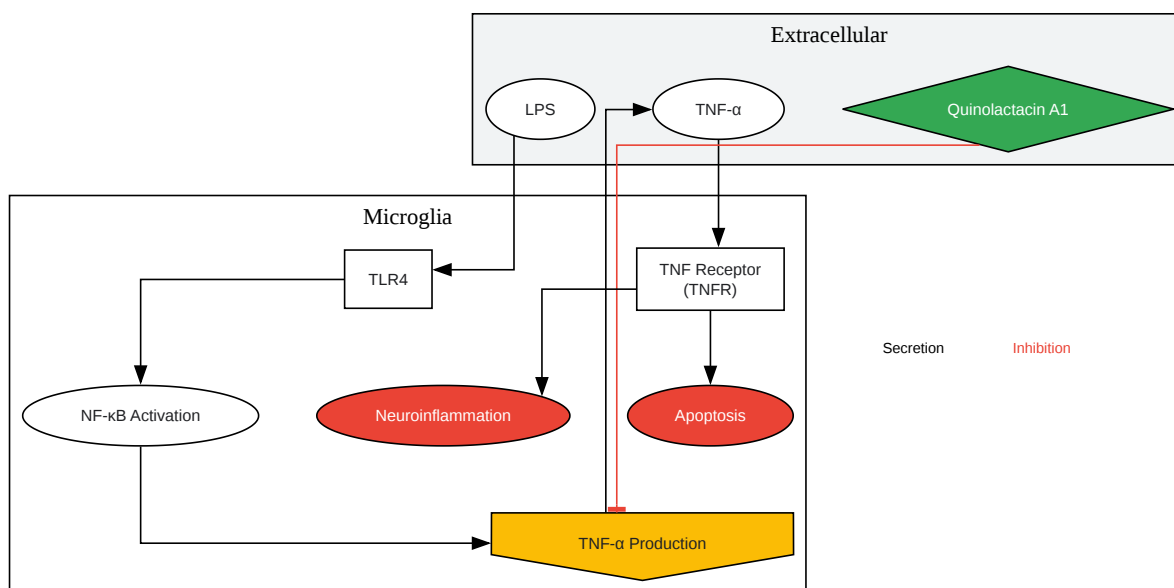 Extracellular
LPS
TNF-α
Quinolactacin A1
Microglia
TLR4
TNF Receptor
(TNFR)
Secretion
Inhibition
NF-κB Activation
Neuroinflammation
Apoptosis
TNF-α Production